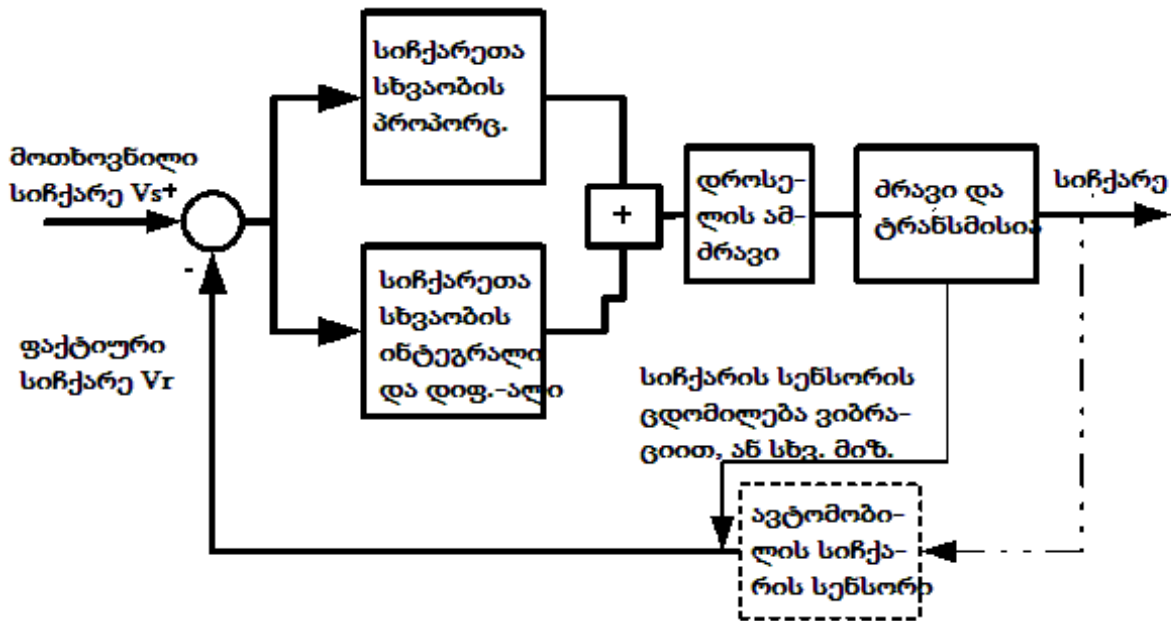 სიჩქარეთა
სხვაობის
პროპორც.
მოთხოვნილი
სიჩქარე Vs+
-
ფაქტიური
სიჩქარე Vr
სიჩქარეთა
სხვაობის
ინტეგრალი
და დიფ.-ალი
+
დროსე-
ლის ამ-
ძრავი
ძრავი და
ტრანსმისია
სიჩქარე
სიჩქარის სენსორის
ცდომილება ვიბრა-
ციით, ან სხვ. მიზ.
ავტომობი-
ლის სიჩქა-
რის სენსორი